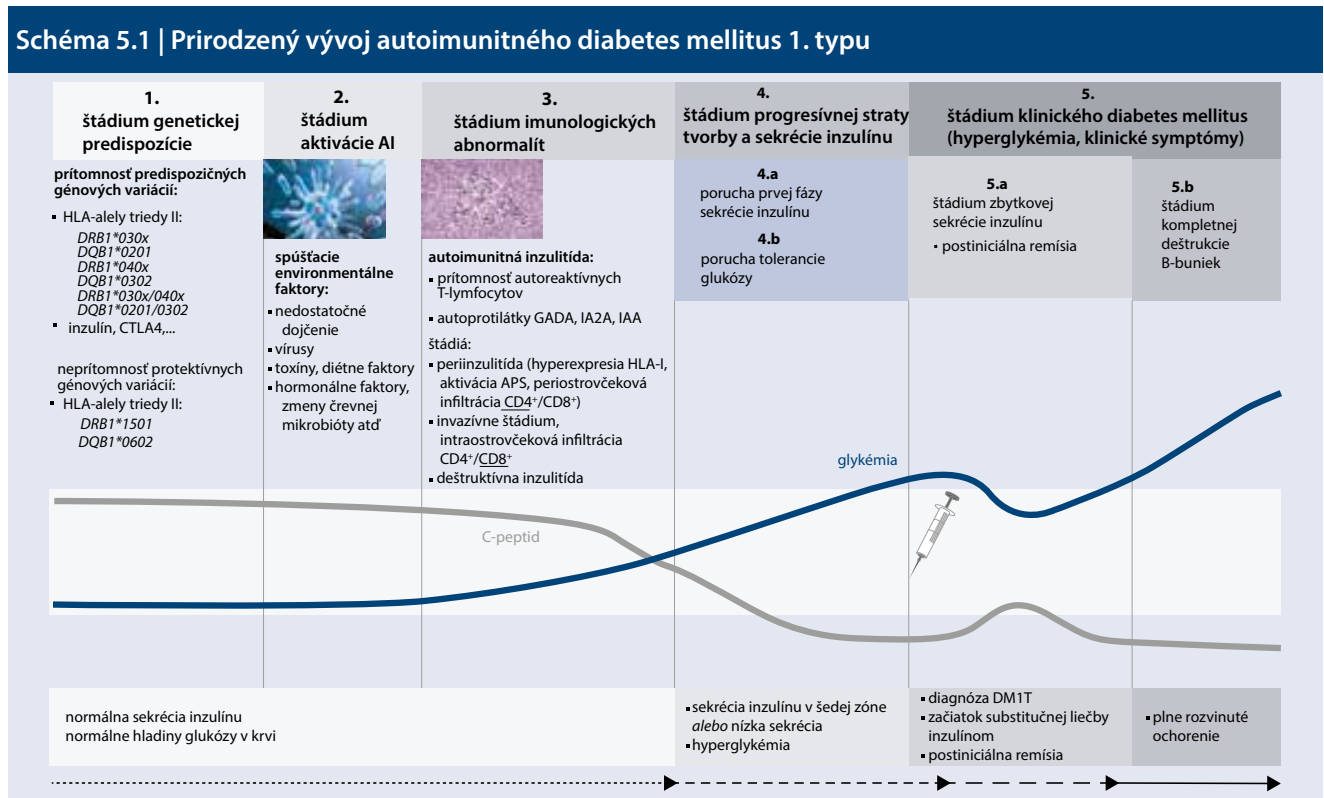 Schéma 5.1 | Prirodzený vývoj autoimunitného diabetes mellitus 1. typu
1.
štádium genetickej
predispozície
prítomnosť predispozičných
génových variácií:
▪ HLA-alely triedy II:
DRB1*030x
DQB1*0201
DRB1*040x
DQB1*0302
DRB1*030x/040x
DQB1*0201/0302
▪ inzulín, CTLA4,...
neprítomnosť protektívnych
génových variácií:
▪ HLA-alely triedy II:
DRB1*1501
DQB1*0602
2.
štádium
aktivácie AI
spúšťacie
environmentálne
faktory:
▪ nedostatočné
dojčenie
▪ vírusy
▪ toxíny, diétne faktory
▪ hormonálne faktory,
zmeny črevnej
mikrobióty atď
3.
štádium imunologických
abnormalít
autoimunitná inzulitída:
▪ prítomnosť autoreaktívnych
T-lymfocytov
▪ autoprotilátky GADA, IA2A, IAA
štádiá:
▪ periinzulitída (hyperexpresia HLA-I,
aktivácia APS, periostrovčeková
infiltrácia CD4⁺/CD8⁺)
▪ invazívne štádium,
intraostrovčeková infiltrácia
CD4⁺/CD8⁺
▪ deštruktívna inzulitída
4.
štádium progresívnej straty
tvorby a sekrécie inzulínu
4.a
porucha prvej fázy
sekrécie inzulínu
4.b
porucha tolerancie
glukózy
5.
štádium klinického diabetes mellitus
(hyperglykémia, klinické symptómy)
5.a
štádium zbytkovej
sekrécie inzulínu
▪ postiniciálna remísia
5.b
štádium
kompletnej
deštrukcie
B-buniek
glykémia
C-peptid
normálna sekrécia inzulínu
normálne hladiny glukózy v krvi
▪ sekrécia inzulínu v šedej zóne
alebo nízka sekrécia
▪ hyperglykémia
▪ diagnóza DM1T
▪ začiatok substitučnej liečby
inzulínom
▪ postiniciálna remísia
▪ plne rozvinuté
ochorenie